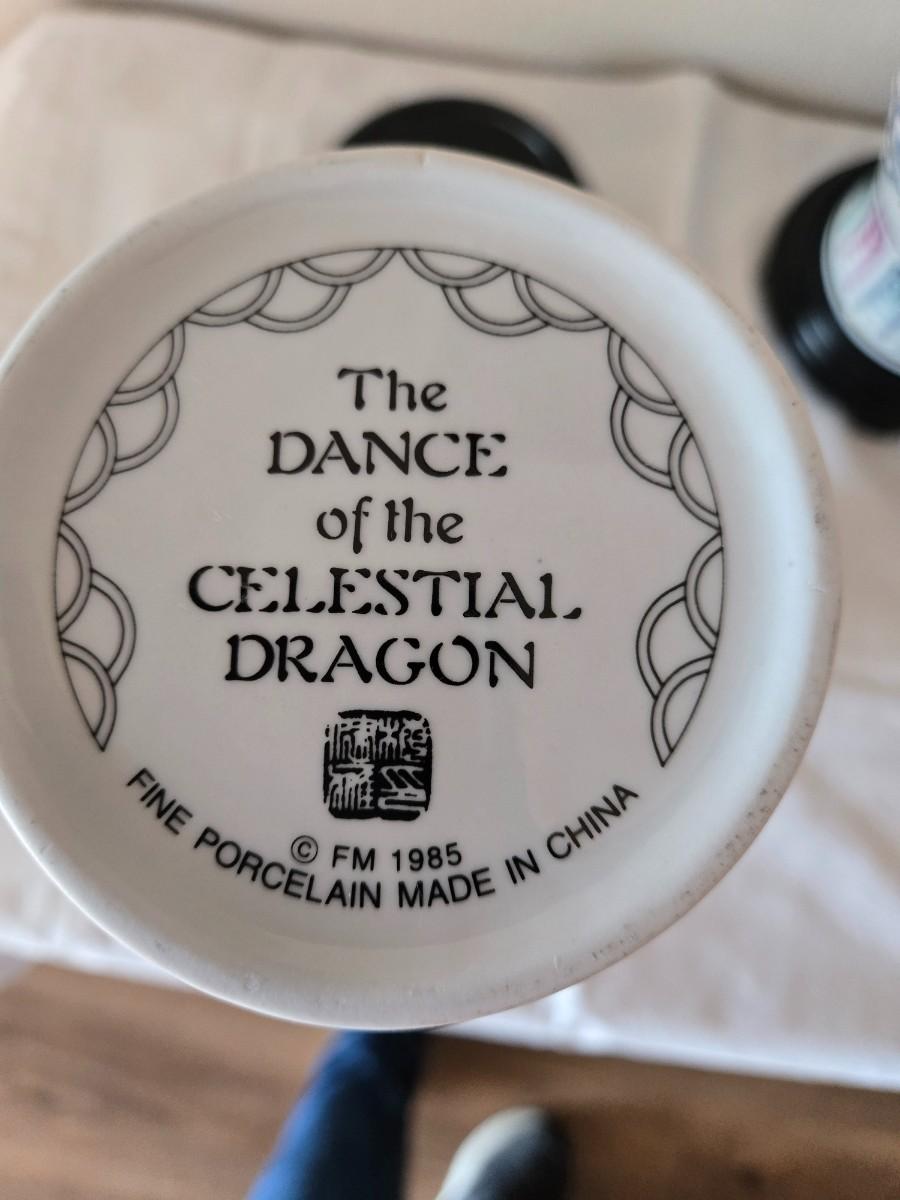 The
DANCE
of the
CELESTIAL
DRAGON
© FM 1985
FINE PORCELAIN MADE IN CHINA